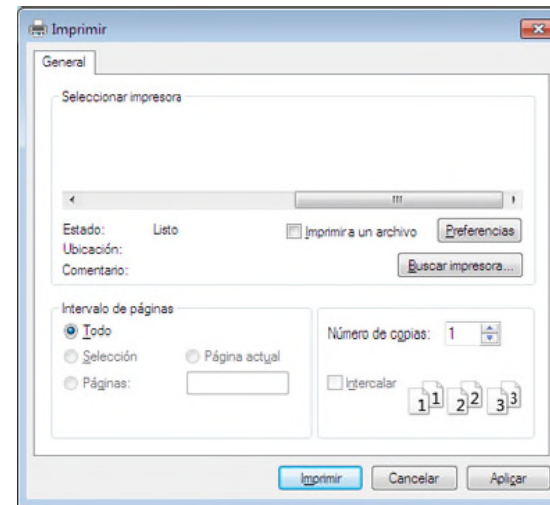 Imprimir
General
Seleccionar impresora
Estado: Listo
Imprimir a un archivo
Preferencias
Ubicación:
Comentario:
Buscar impresora...
Intervalo de páginas
Todo
Selección
Página actual
Páginas:
Número de copias: 1
Intercalar
1 1 2 2 3 3
Imprimir
Cancelar
Aplicar